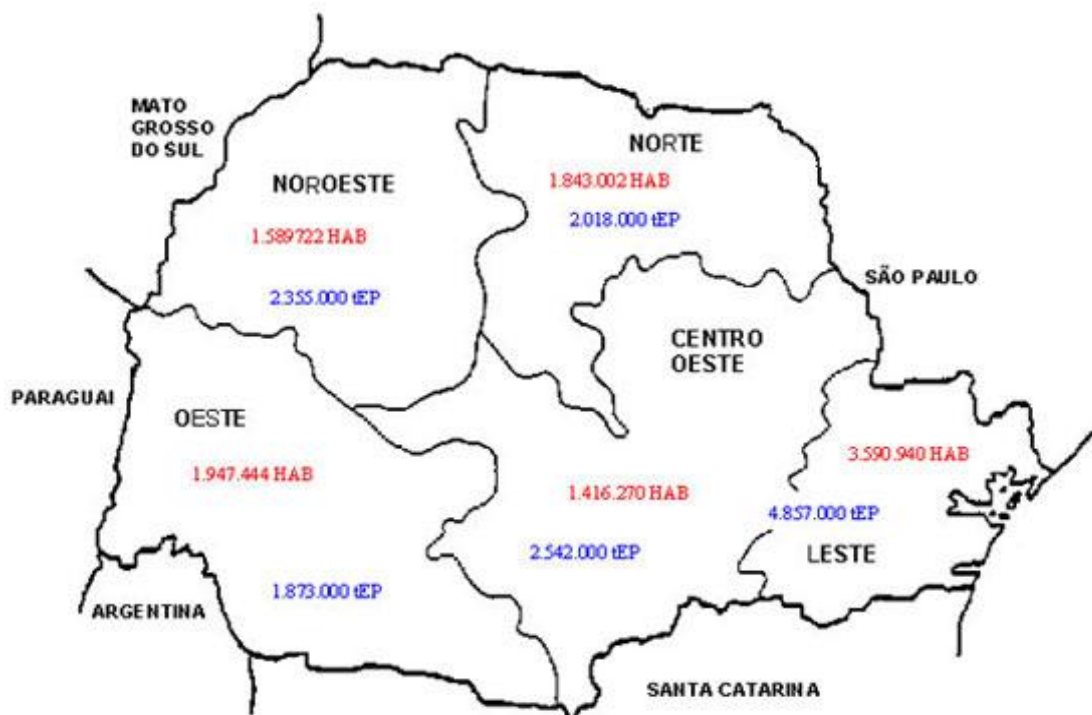 MATO
GROSSO
DO SUL
NOROESTE
1.589722 HAB
2.355.000 tEP
NORTE
1.843.002 HAB
2.018.000 tEP
SÃO PAULO
CENTRO
OESTE
1.416.270 HAB
2.542.000 tEP
PARAGUAI
OESTE
1.947.444 HAB
1.873.000 tEP
3.590.940 HAB
4.857.000 tEP
LESTE
ARGENTINA
SANTA CATARINA